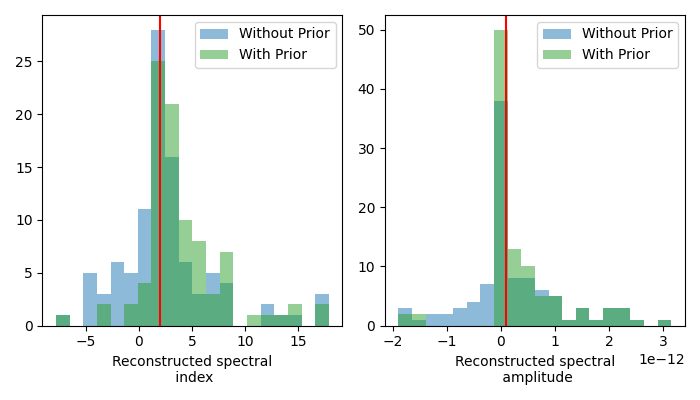 Without Prior
With Prior
25
20
15
10
5
0
−5
0
5
10
15
Reconstructed spectral
index
Without Prior
With Prior
50
40
30
20
10
0
−2
−1
0
1
2
3
1e−12
Reconstructed spectral
amplitude